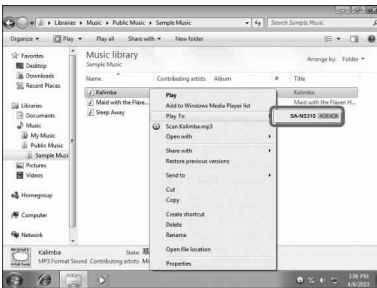 Libraries ▸ Music ▸ Public Music ▸ Sample Music
Search Sample Music
Organize ▾ Play ▾ Play all Share with ▾ New folder
Favorites
Desktop
Downloads
Recent Places
Libraries
Documents
Music
My Music
Public Music
Sample Musi
Pictures
Videos
Homegroup
Computer
Network
Music library
Sample Music
Arrange by: Folder ▾
Name Contributing artists Album # Title
Kalimba Kalimba
Maid with the Flaxe... Maid with the Flaxen H...
Sleep Away
Play
Add to Windows Media Player list
Play To
SA-NS310
Scan Kalimba.mp3
Open with
Share with
Restore previous versions
Send to
Cut
Copy
Create shortcut
Delete
Rename
Open file location
Properties
Kalimba State:
MP3 Format Sound Contributing artists:
3:56 PM